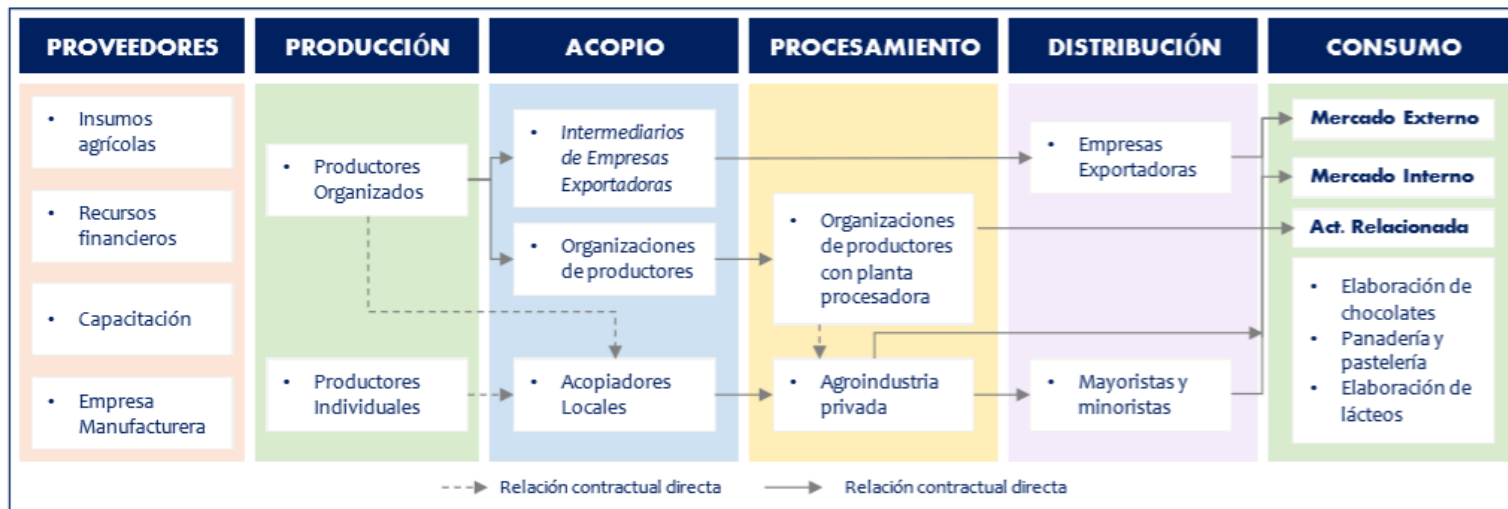 PROVEEDORES
PRODUCCIÓN
ACOPIO
PROCESAMIENTO
DISTRIBUCIÓN
CONSUMO
• Insumos
agrícolas
• Recursos
financieros
• Capacitación
• Empresa
Manufacturera
• Productores
Organizados
• Productores
Individuales
• Intermediarios
de Empresas
Exportadoras
• Organizaciones
de productores
• Acopiadores
Locales
• Organizaciones
de productores
con planta
procesadora
• Agroindustria
privada
• Empresas
Exportadoras
• Mayoristas y
minoristas
Mercado Externo
Mercado Interno
Act. Relacionada
• Elaboración de
chocolates
• Panadería y
pastelería
• Elaboración de
lácteos
Relación contractual directa
Relación contractual directa